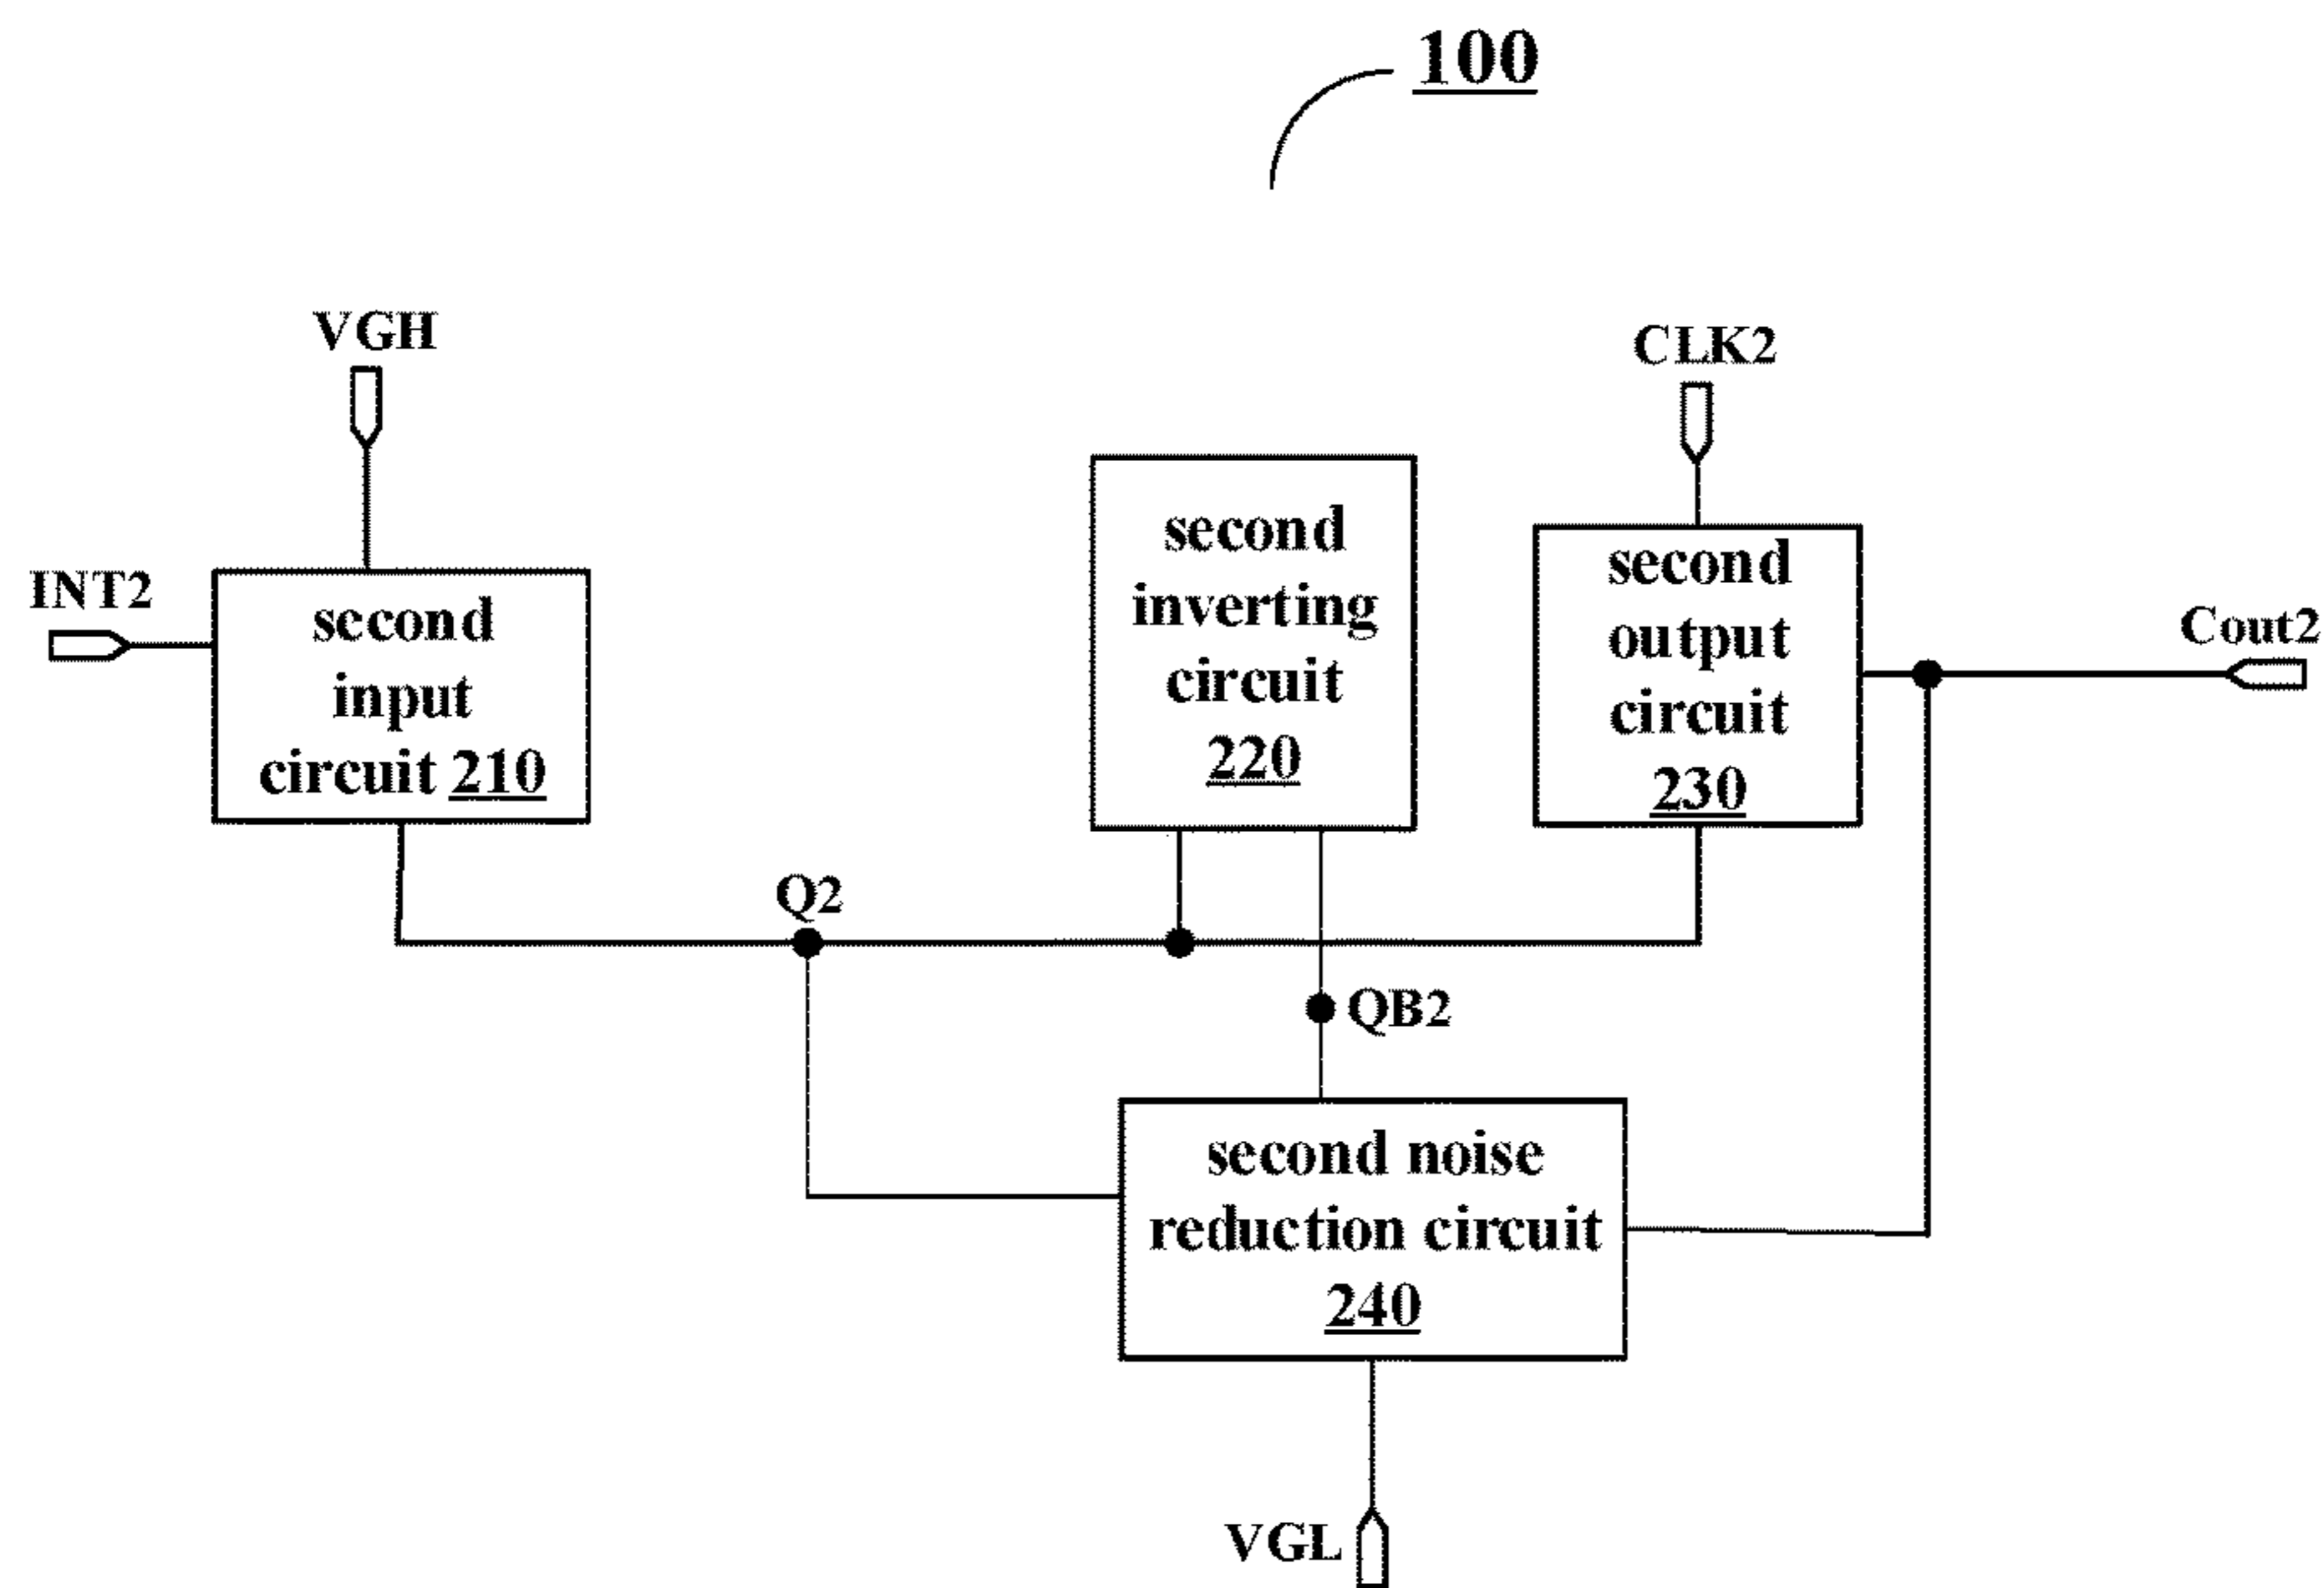 100
VGH
CLK2
INT2
second
input
circuit 210
second
inverting
circuit
220
second
output
circuit
230
Cout2
Q2
QB2
second noise
reduction circuit
240
VGL